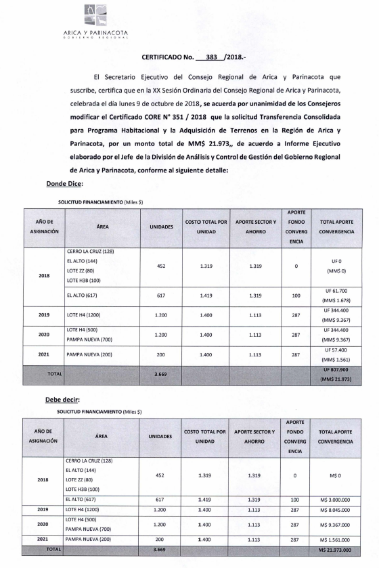 ARICA Y PARINACOTA
GOBIERNO REGIONAL
CERTIFICADO No. 383 /2018.-
El Secretario Ejecutivo del Consejo Regional de Arica y Parinacota que
suscribe, certifica que en la XX Sesión Ordinaria del Consejo Regional de Arica y Parinacota,
celebrada el día lunes 9 de octubre de 2018, se acuerda por unanimidad de los Consejeros
modificar el Certificado CORE N° 351 / 2018 que la solicitud Transferencia Consolidada
para Programa Habitacional y la Adquisición de Terrenos en la Región de Arica y
Parinacota, por un monto total de MM$ 21.973,, de acuerdo a Informe Ejecutivo
elaborado por el Jefe de la División de Análisis y Control de Gestión del Gobierno Regional
de Arica y Parinacota, conforme al siguiente detalle:
Donde Dice:
SOLICITUD FINANCIAMIENTO (Miles $)
AÑO DE ASIGNACIÓN ÁREA UNIDADES COSTO TOTAL POR UNIDAD APORTE SECTOR Y AHORRO APORTE FONDO CONVERGENCIA TOTAL APORTE CONVERGENCIA
2018 CERRO LA CRUZ (128)
EL ALTO (144)
LOTE ZZ (80)
LOTE H3B (100)
452 1.319 1.319 0 UF 0
(MM$ 0)
EL ALTO (617) 617 1.419 1.319 100 UF 61.700
(MM$ 1.678)
2019 LOTE H4 (1200) 1.200 1.400 1.113 287 UF 344.400
(MM$ 9.367)
2020 LOTE H4 (500)
PAMPA NUEVA (700)
1.200 1.400 1.113 287 UF 344.400
(MM$ 9.367)
2021 PAMPA NUEVA (200) 200 1.400 1.113 287 UF 57.400
(MM$ 1.561)
TOTAL 3.669 UF 807.900
(MM$ 21.973)
Debe decir:
SOLICITUD FINANCIAMIENTO (Miles $)
AÑO DE ASIGNACIÓN ÁREA UNIDADES COSTO TOTAL POR UNIDAD APORTE SECTOR Y AHORRO APORTE FONDO CONVERGENCIA TOTAL APORTE CONVERGENCIA
2018 CERRO LA CRUZ (128)
EL ALTO (144)
LOTE ZZ (80)
LOTE H3B (100)
452 1.319 1.319 0 M$ 0
EL ALTO (617) 617 1.419 1.319 100 M$ 3.000.000
2019 LOTE H4 (1200) 1.200 1.400 1.113 287 M$ 8.045.000
2020 LOTE H4 (500)
PAMPA NUEVA (700)
1.200 1.400 1.113 287 M$ 9.367.000
2021 PAMPA NUEVA (200) 200 1.400 1.113 287 M$ 1.561.000
TOTAL 3.669 M$ 21.973.000